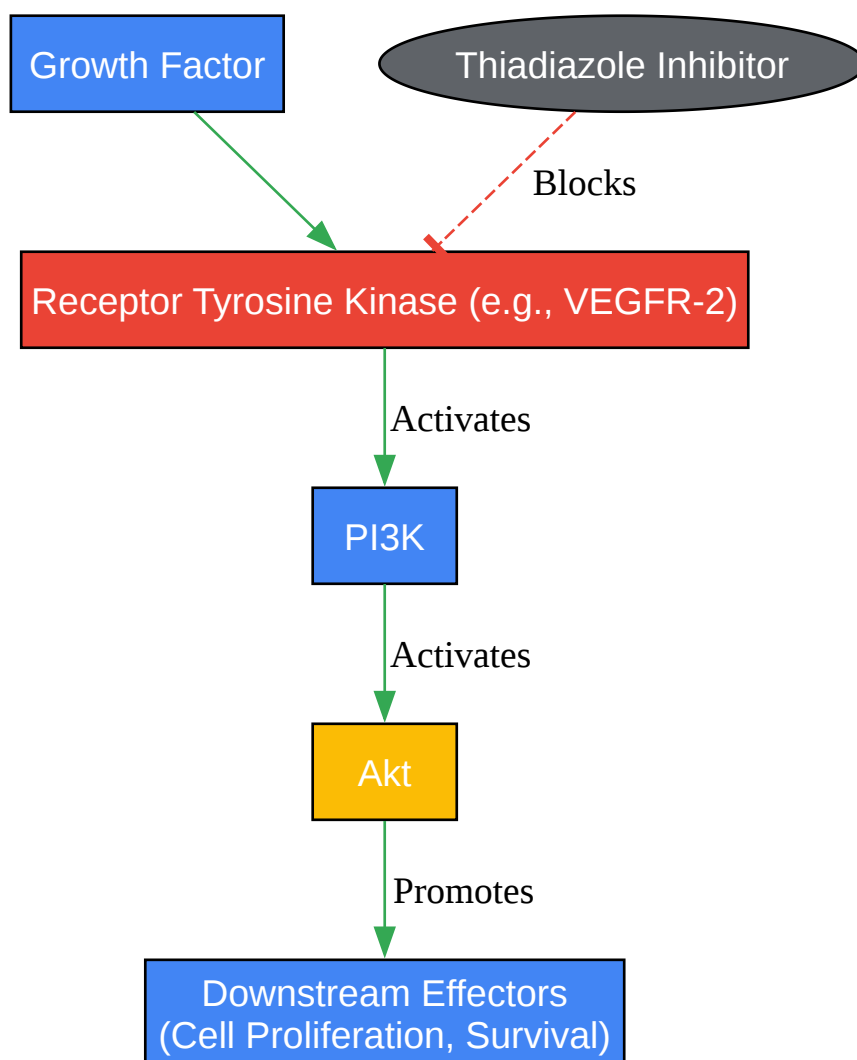 Growth Factor
Thiadiazole Inhibitor
Blocks
Receptor Tyrosine Kinase (e.g., VEGFR-2)
Activates
PI3K
Activates
Akt
Promotes
Downstream Effectors
(Cell Proliferation, Survival)